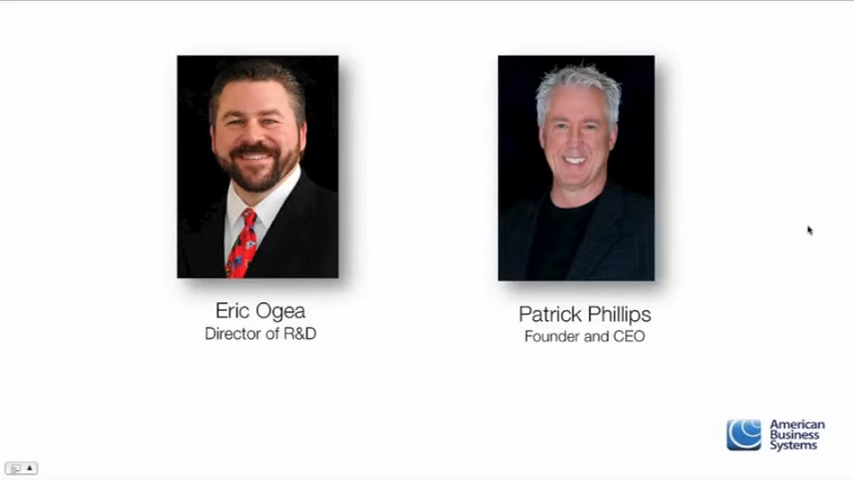 Eric Ogea
Director of R&D
Patrick Phillips
Founder and CEO
American
Business
Systems